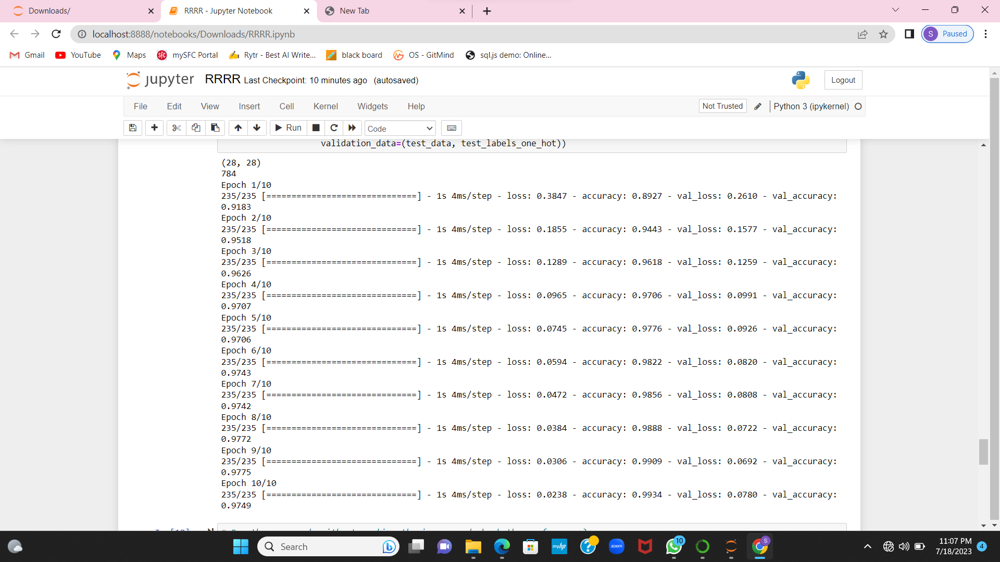 Downloads/
RRRR - Jupyter Notebook
New Tab
localhost:8888/notebooks/Downloads/RRRR.ipynb
S Paused
Gmail
YouTube
Maps
SFC mySFC Portal
Rytr - Best AI Write...
black board
OS - GitMind
sql.js demo: Online...
jupyter RRRR Last Checkpoint: 10 minutes ago (autosaved)
Logout
File Edit View Insert Cell Kernel Widgets Help
Not Trusted
Python 3 (ipykernel)
Run
Code
validation_data=(test_data, test_labels_one_hot))
(28, 28)
784
Epoch 1/10
235/235 [==============================] - 1s 4ms/step - loss: 0.3847 - accuracy: 0.8927 - val_loss: 0.2610 - val_accuracy:
0.9183
Epoch 2/10
235/235 [==============================] - 1s 4ms/step - loss: 0.1855 - accuracy: 0.9443 - val_loss: 0.1577 - val_accuracy:
0.9518
Epoch 3/10
235/235 [==============================] - 1s 4ms/step - loss: 0.1289 - accuracy: 0.9618 - val_loss: 0.1259 - val_accuracy:
0.9626
Epoch 4/10
235/235 [==============================] - 1s 4ms/step - loss: 0.0965 - accuracy: 0.9706 - val_loss: 0.0991 - val_accuracy:
0.9707
Epoch 5/10
235/235 [==============================] - 1s 4ms/step - loss: 0.0745 - accuracy: 0.9776 - val_loss: 0.0926 - val_accuracy:
0.9706
Epoch 6/10
235/235 [==============================] - 1s 4ms/step - loss: 0.0594 - accuracy: 0.9822 - val_loss: 0.0820 - val_accuracy:
0.9743
Epoch 7/10
235/235 [==============================] - 1s 4ms/step - loss: 0.0472 - accuracy: 0.9856 - val_loss: 0.0808 - val_accuracy:
0.9742
Epoch 8/10
235/235 [==============================] - 1s 4ms/step - loss: 0.0384 - accuracy: 0.9888 - val_loss: 0.0722 - val_accuracy:
0.9772
Epoch 9/10
235/235 [==============================] - 1s 4ms/step - loss: 0.0306 - accuracy: 0.9909 - val_loss: 0.0692 - val_accuracy:
0.9775
Epoch 10/10
235/235 [==============================] - 1s 4ms/step - loss: 0.0238 - accuracy: 0.9934 - val_loss: 0.0780 - val_accuracy:
0.9749
Search
myhp
zoom
10
S
11:07 PM
7/18/2023
4